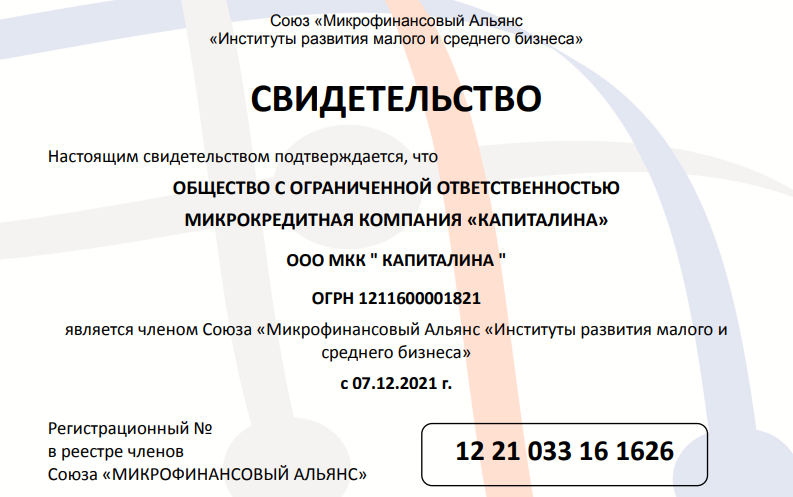 Союз «Микрофинансовый Альянс
«Институты развития малого и среднего бизнеса»
СВИДЕТЕЛЬСТВО
Настоящим свидетельством подтверждается, что
ОБЩЕСТВО С ОГРАНИЧЕННОЙ ОТВЕТСТВЕННОСТЬЮ
МИКРОКРЕДИТНАЯ КОМПАНИЯ «КАПИТАЛИНА»
ООО МКК " КАПИТАЛИНА "
ОГРН 1211600001821
является членом Союза «Микрофинансовый Альянс «Институты развития малого и
среднего бизнеса»
с 07.12.2021 г.
Регистрационный №
в реестре членов
Союза «МИКРОФИНАНСОВЫЙ АЛЬЯНС»
12 21 033 16 1626